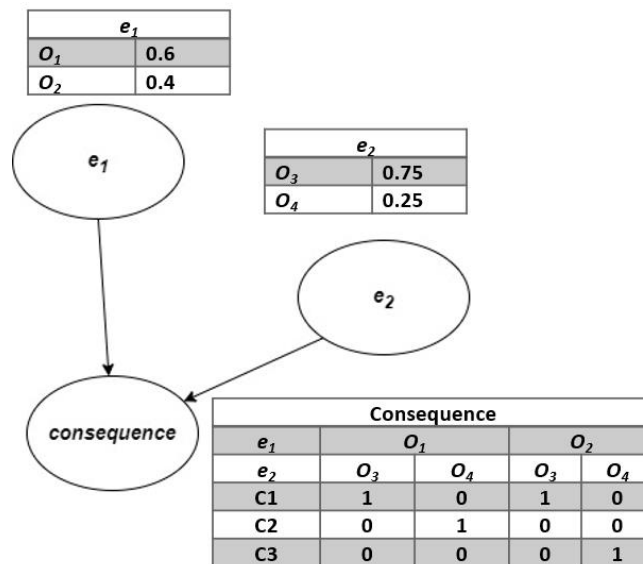 e1
O1 0.6
O2 0.4
e1
e2
O3 0.75
O4 0.25
e2
consequence
Consequence
e1 O1 O2
e2 O3 O4 O3 O4
C1 1 0 1 0
C2 0 1 0 0
C3 0 0 0 1